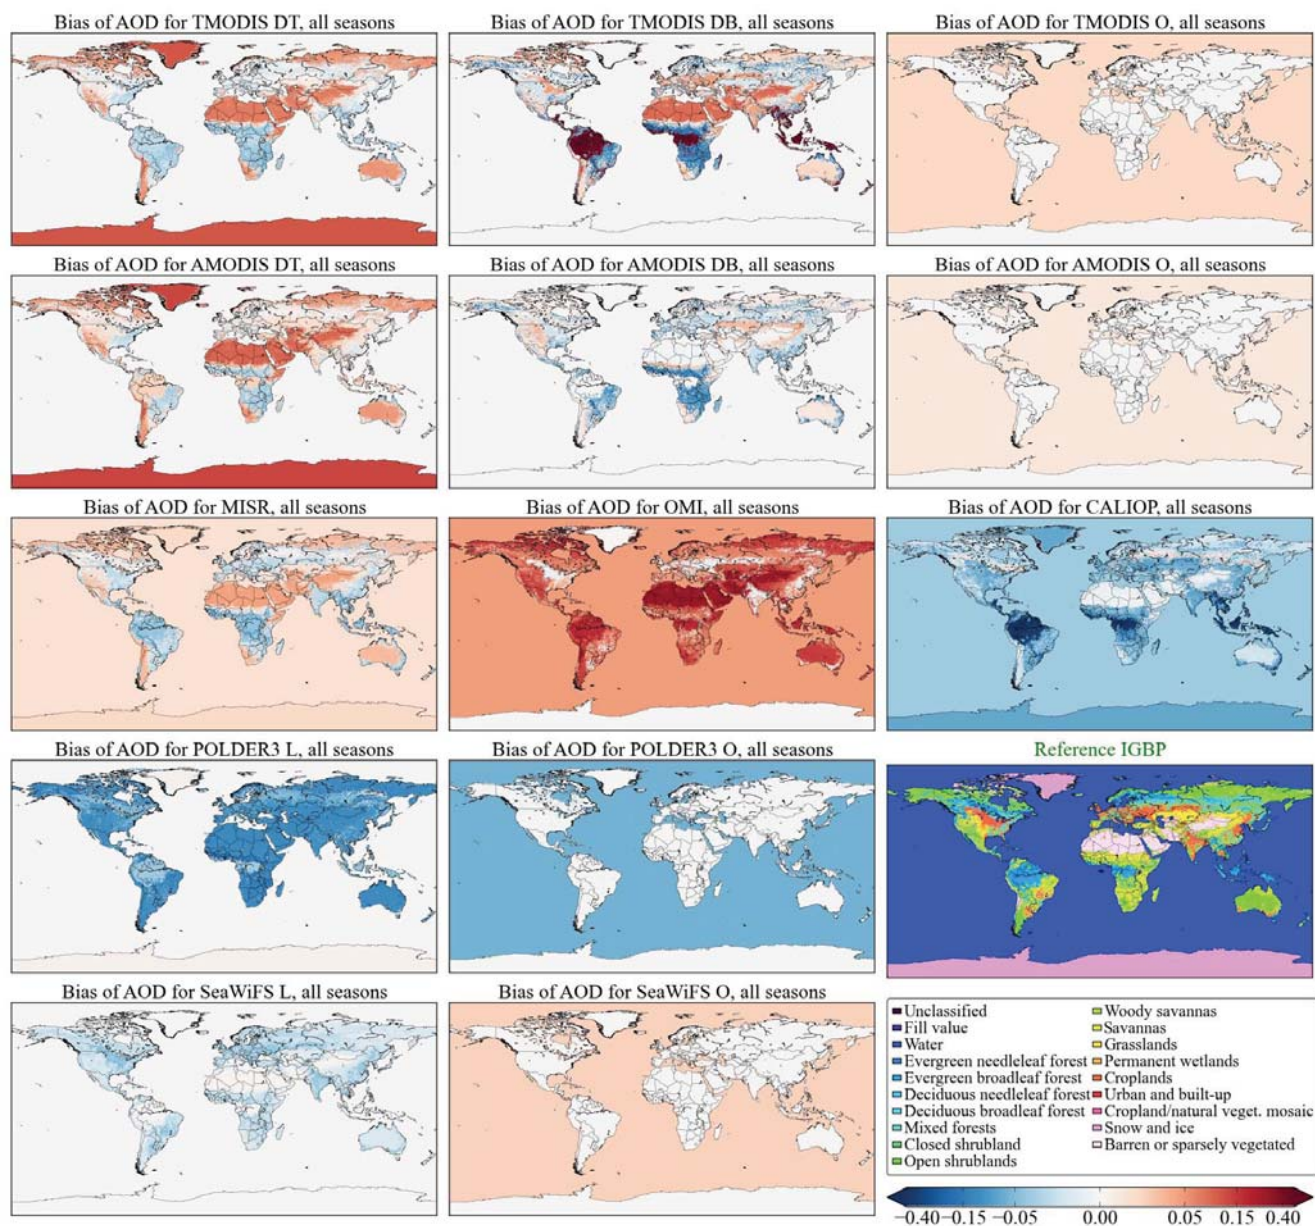 Bias of AOD for TMODIS DT, all seasons
Bias of AOD for TMODIS DB, all seasons
Bias of AOD for TMODIS O, all seasons
Bias of AOD for AMODIS DT, all seasons
Bias of AOD for AMODIS DB, all seasons
Bias of AOD for AMODIS O, all seasons
Bias of AOD for MISR, all seasons
Bias of AOD for OMI, all seasons
Bias of AOD for CALIOP, all seasons
Bias of AOD for POLDER3 L, all seasons
Bias of AOD for POLDER3 O, all seasons
Reference IGBP
Bias of AOD for SeaWiFS L, all seasons
Bias of AOD for SeaWiFS O, all seasons
Unclassified
Fill value
Water
Evergreen needleleaf forest
Evergreen broadleaf forest
Deciduous needleleaf forest
Deciduous broadleaf forest
Mixed forests
Closed shrubland
Open shrublands
Woody savannas
Savannas
Grasslands
Permanent wetlands
Croplands
Urban and built-up
Cropland/natural veget. mosaic
Snow and ice
Barren or sparsely vegetated
−0.40 −0.15 −0.05 0.00 0.05 0.15 0.40